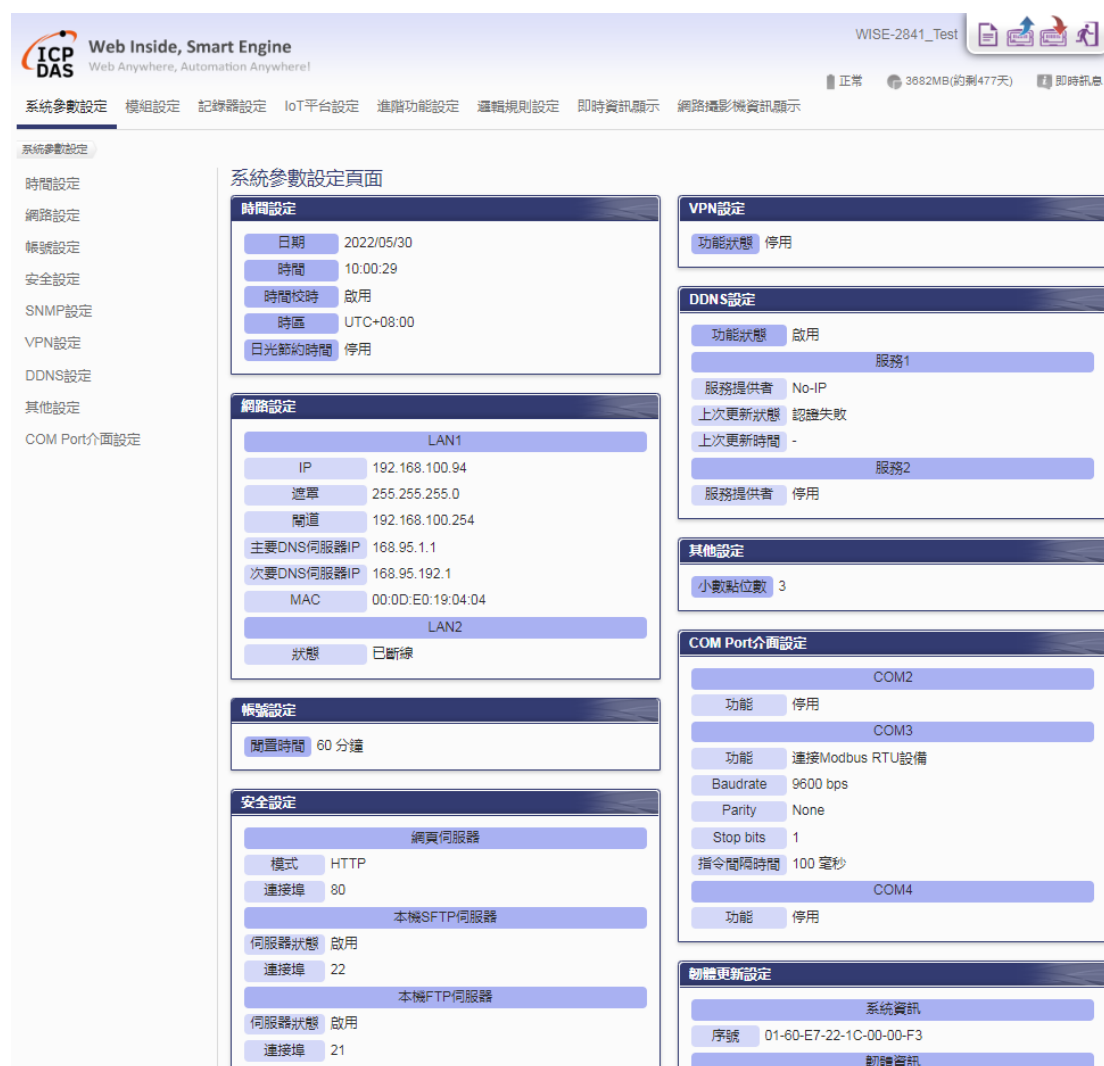 ICP DAS
Web Inside, Smart Engine
Web Anywhere, Automation Anywhere!
WISE-2841_Test
正常 3682MB(約剩477天) 即時訊息
系統參數設定 模組設定 記錄器設定 IoT平台設定 進階功能設定 邏輯規則設定 即時資訊顯示 網路攝影機資訊顯示
系統參數設定
時間設定
網路設定
帳號設定
安全設定
SNMP設定
VPN設定
DDNS設定
其他設定
COM Port介面設定
系統參數設定頁面
時間設定
日期 2022/05/30
時間 10:00:29
時間校時 啟用
時區 UTC+08:00
日光節約時間 停用
網路設定
LAN1
IP 192.168.100.94
遮罩 255.255.255.0
閘道 192.168.100.254
主要DNS伺服器IP 168.95.1.1
次要DNS伺服器IP 168.95.192.1
MAC 00:0D:E0:19:04:04
LAN2
狀態 已斷線
帳號設定
閒置時間 60 分鐘
安全設定
網頁伺服器
模式 HTTP
連接埠 80
本機SFTP伺服器
伺服器狀態 啟用
連接埠 22
本機FTP伺服器
伺服器狀態 啟用
連接埠 21
VPN設定
功能狀態 停用
DDNS設定
功能狀態 啟用
服務1
服務提供者 No-IP
上次更新狀態 認證失敗
上次更新時間 -
服務2
服務提供者 停用
其他設定
小數點位數 3
COM Port介面設定
COM2
功能 停用
COM3
功能 連接Modbus RTU設備
Baudrate 9600 bps
Parity None
Stop bits 1
指令間隔時間 100 毫秒
COM4
功能 停用
韌體更新設定
系統資訊
序號 01-60-E7-22-1C-00-00-F3
韌體資訊